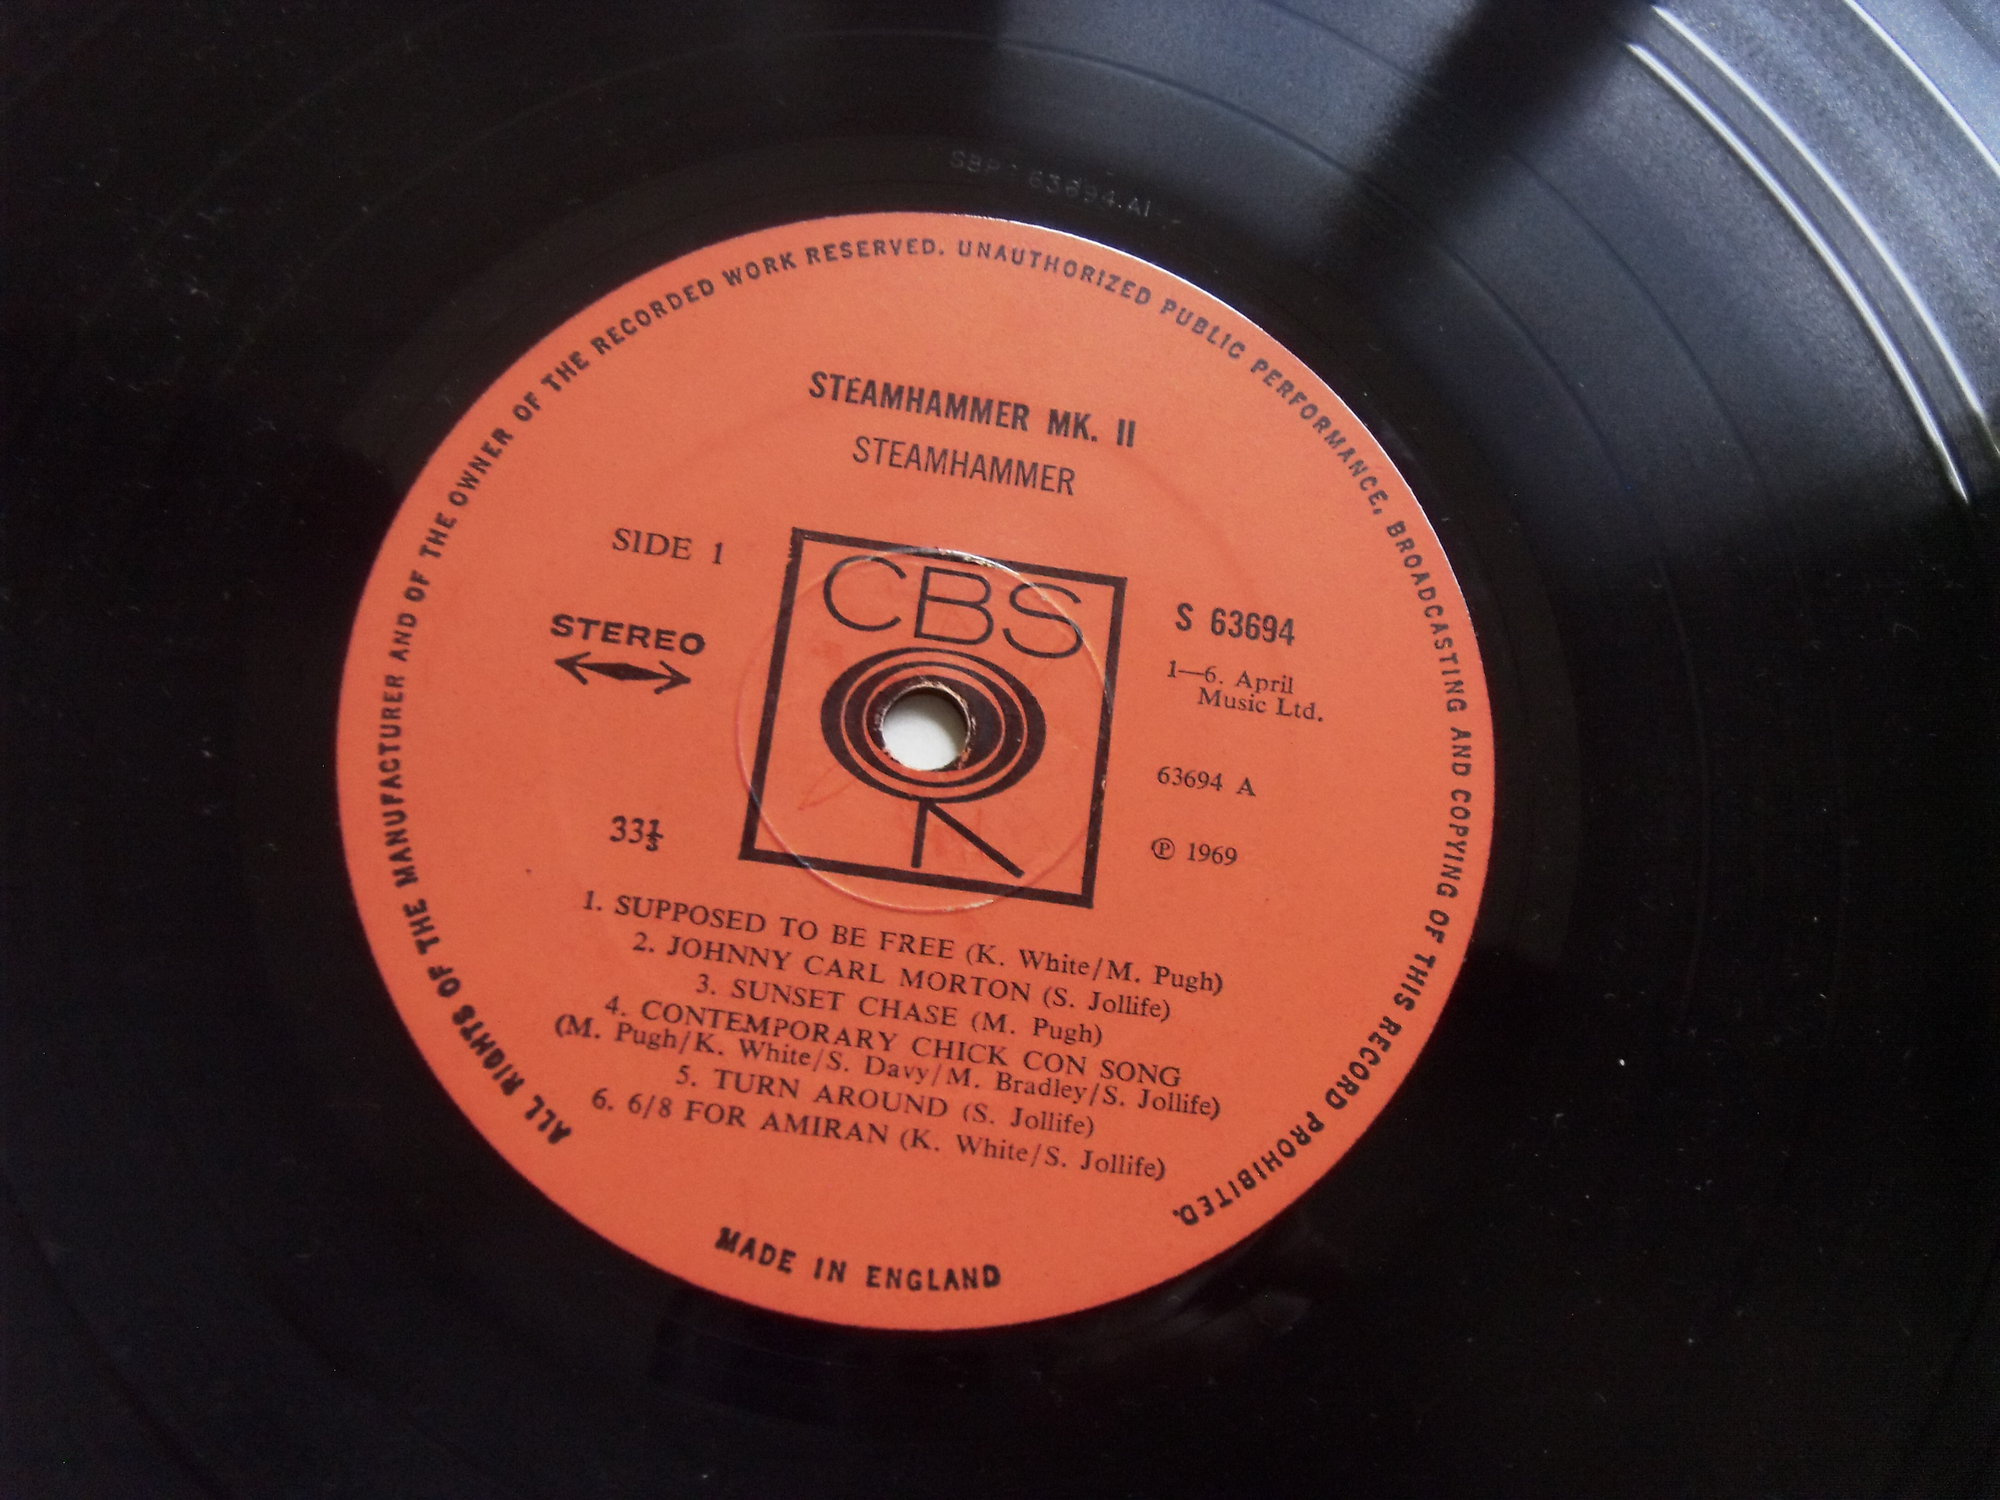 SBP 63694.A1
ALL RIGHTS OF THE MANUFACTURER AND OF THE OWNER OF THE RECORDED WORK RESERVED. UNAUTHORIZED PUBLIC PERFORMANCE, BROADCASTING AND COPYING OF THIS RECORD PROHIBITED.
STEAMHAMMER MK. II
STEAMHAMMER
SIDE 1
STEREO
33⅓
CBS
S 63694
1—6. April
Music Ltd.
63694 A
℗ 1969
1. SUPPOSED TO BE FREE (K. White/M. Pugh)
2. JOHNNY CARL MORTON (S. Jollife)
3. SUNSET CHASE (M. Pugh)
4. CONTEMPORARY CHICK CON SONG
(M. Pugh/K. White/S. Davy/M. Bradley/S. Jollife)
5. TURN AROUND (S. Jollife)
6. 6/8 FOR AMIRAN (K. White/S. Jollife)
MADE IN ENGLAND